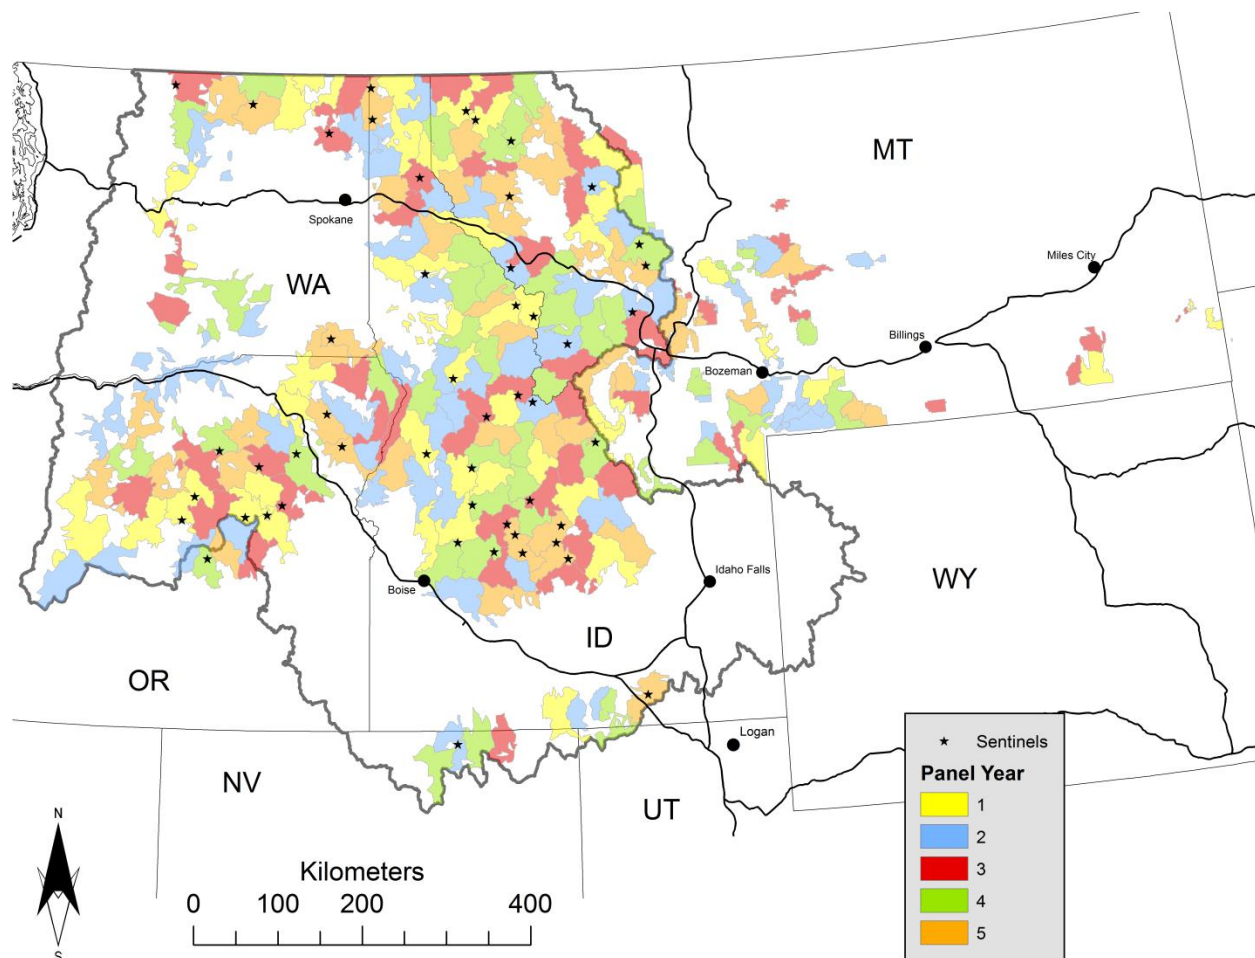 MT
Spokane
Miles City
WA
Billings
Bozeman
Idaho Falls
WY
Boise
ID
OR
Logan
Sentinels
Panel Year
NV
1
UT
2
N
Kilometers
3
0 100 200 400
4
5
S